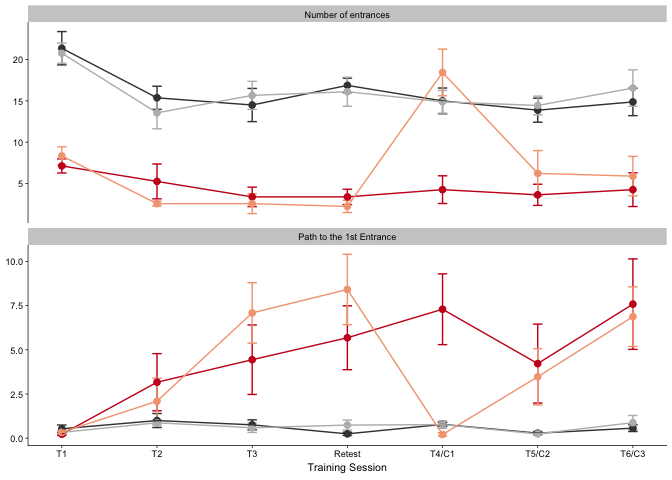 Number of entrances
20
15
10
5
Path to the 1st Entrance
10.0
7.5
5.0
2.5
0.0
T1 T2 T3 Retest T4/C1 T5/C2 T6/C3
Training Session